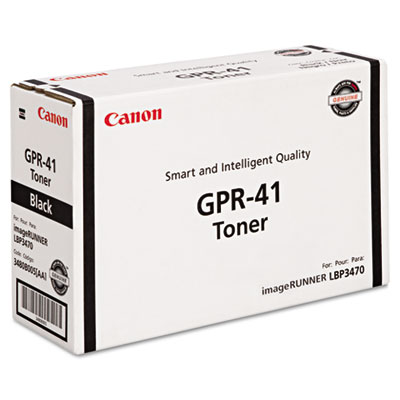 Canon
GPR-41
Toner
Black
For: Pour: Para:
imageRUNNER
LBP3470
3480B005[AA]
Canon
GENUINE
Smart and Intelligent Quality
GPR-41
Toner
For: Pour: Para:
imageRUNNER LBP3470